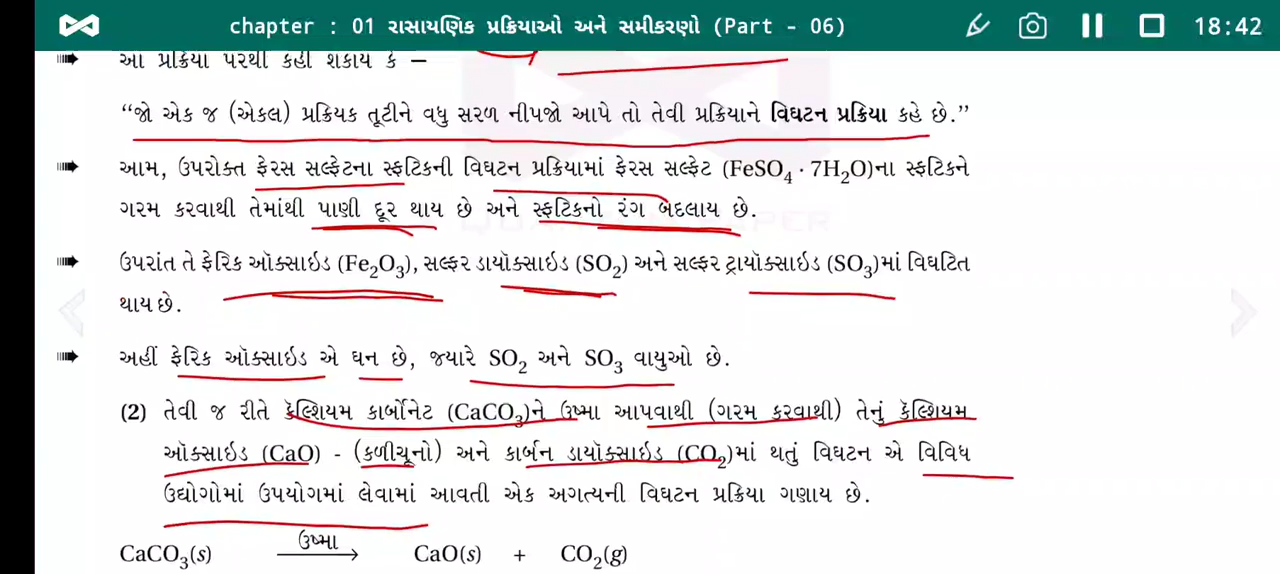 chapter : 01 રાસાયણિક પ્રક્રિયાઓ અને સમીકરણો (Part - 06)
18:42
આ પ્રક્રિયા પરથી કહી શકાય કે –
“જો એક જ (એકલ) પ્રક્રિયક તૂટીને વધુ સરળ નીપજો આપે તો તેવી પ્રક્રિયાને વિઘટન પ્રક્રિયા કહે છે.”
આમ, ઉપરોક્ત ફેરસ સલ્ફેટના સ્ફટિકની વિઘટન પ્રક્રિયામાં ફેરસ સલ્ફેટ (FeSO₄ · 7H₂O)ના સ્ફટિકને
ગરમ કરવાથી તેમાંથી પાણી દૂર થાય છે અને સ્ફટિકનો રંગ બદલાય છે.
ઉપરાંત તે ફેરિક ઑક્સાઇડ (Fe₂O₃), સલ્ફર ડાયૉક્સાઇડ (SO₂) અને સલ્ફર ટ્રાયૉક્સાઇડ (SO₃)માં વિઘટિત
થાય છે.
અહીં ફેરિક ઑક્સાઇડ એ ઘન છે, જ્યારે SO₂ અને SO₃ વાયુઓ છે.
(2) તેવી જ રીતે કૅલ્શિયમ કાર્બોનેટ (CaCO₃)ને ઉષ્મા આપવાથી (ગરમ કરવાથી) તેનું કૅલ્શિયમ
ઑક્સાઇડ (CaO) - (કળીચૂનો) અને કાર્બન ડાયૉક્સાઇડ (CO₂)માં થતું વિઘટન એ વિવિધ
ઉદ્યોગોમાં ઉપયોગમાં લેવામાં આવતી એક અગત્યની વિઘટન પ્રક્રિયા ગણાય છે.
ઉષ્મા
CaCO₃(s) ⟶ CaO(s) + CO₂(g)